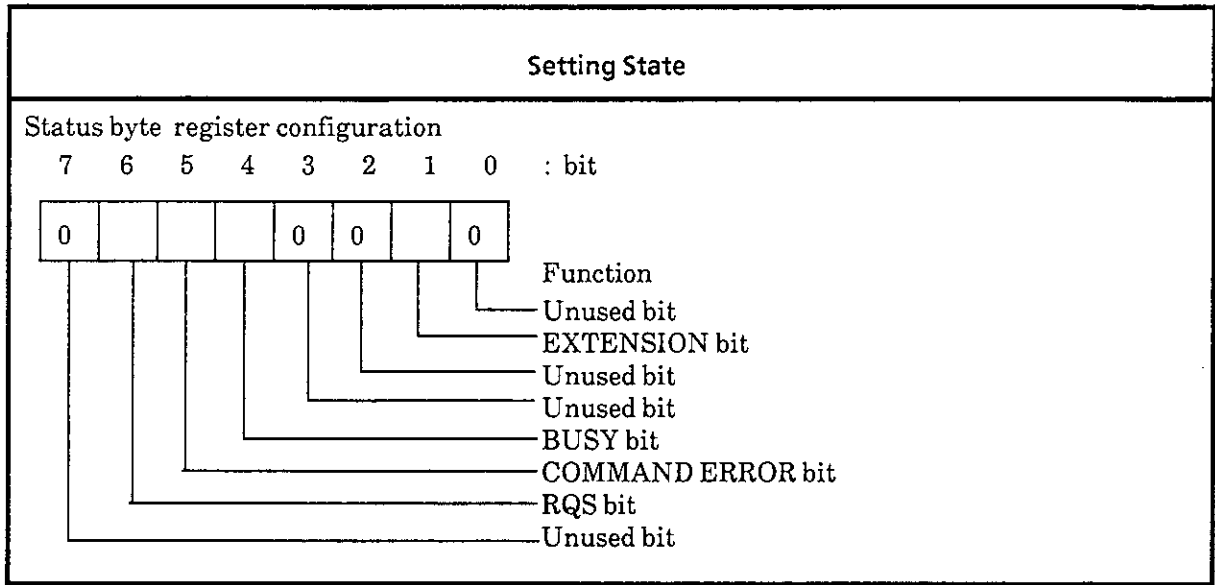 Setting State
Status byte register configuration
7 6 5 4 3 2 1 0 : bit
0 0 0 0
Function
Unused bit
EXTENSION bit
Unused bit
Unused bit
BUSY bit
COMMAND ERROR bit
RQS bit
Unused bit